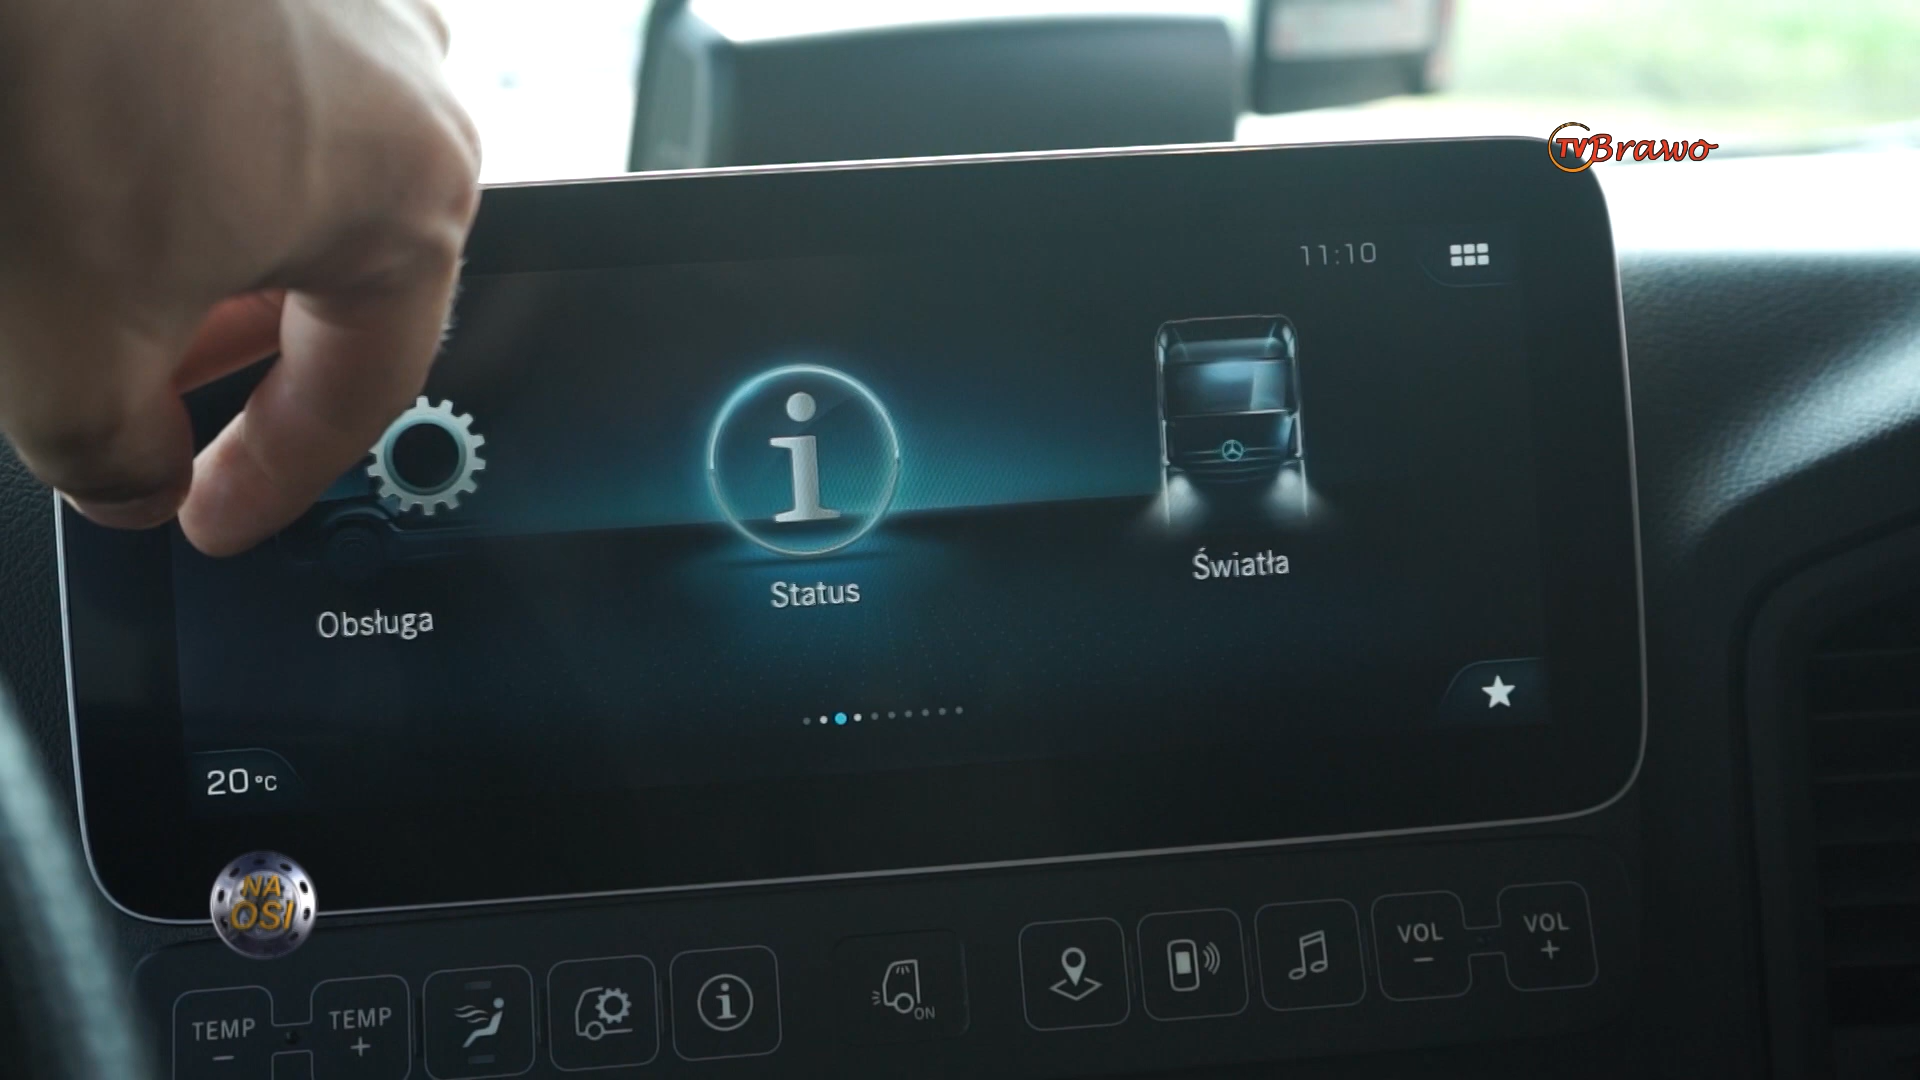 TVBrawo
11:10
Obsługa
Status
Światła
20°C
NA
OSI
TEMP
−
TEMP
+
ON
VOL
−
VOL
+